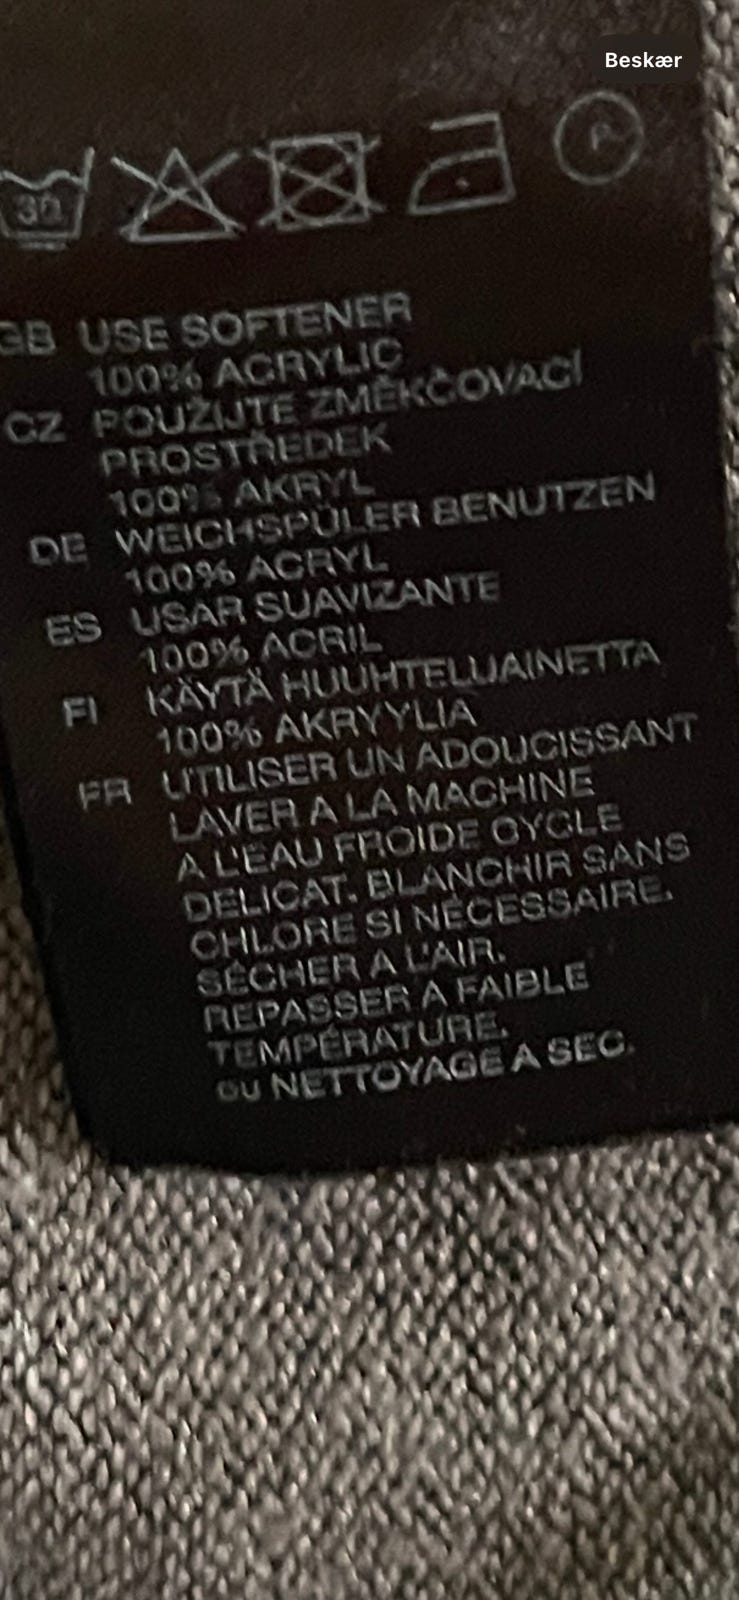 Beskær
30
P
GB USE SOFTENER
100% ACRYLIC
CZ POUŽIJTE ZMĚKČOVACÍ
PROSTŘEDEK
100% AKRYL
DE WEICHSPÜLER BENUTZEN
100% ACRYL
ES USAR SUAVIZANTE
100% ACRIL
FI KÄYTÄ HUUHTELUAINETTA
100% AKRYYLIA
FR UTILISER UN ADOUCISSANT
LAVER A LA MACHINE
A L'EAU FROIDE CYCLE
DELICAT. BLANCHIR SANS
CHLORE SI NÉCESSAIRE.
SÉCHER A L'AIR.
REPASSER A FAIBLE
TEMPÉRATURE.
ou NETTOYAGE A SEC.